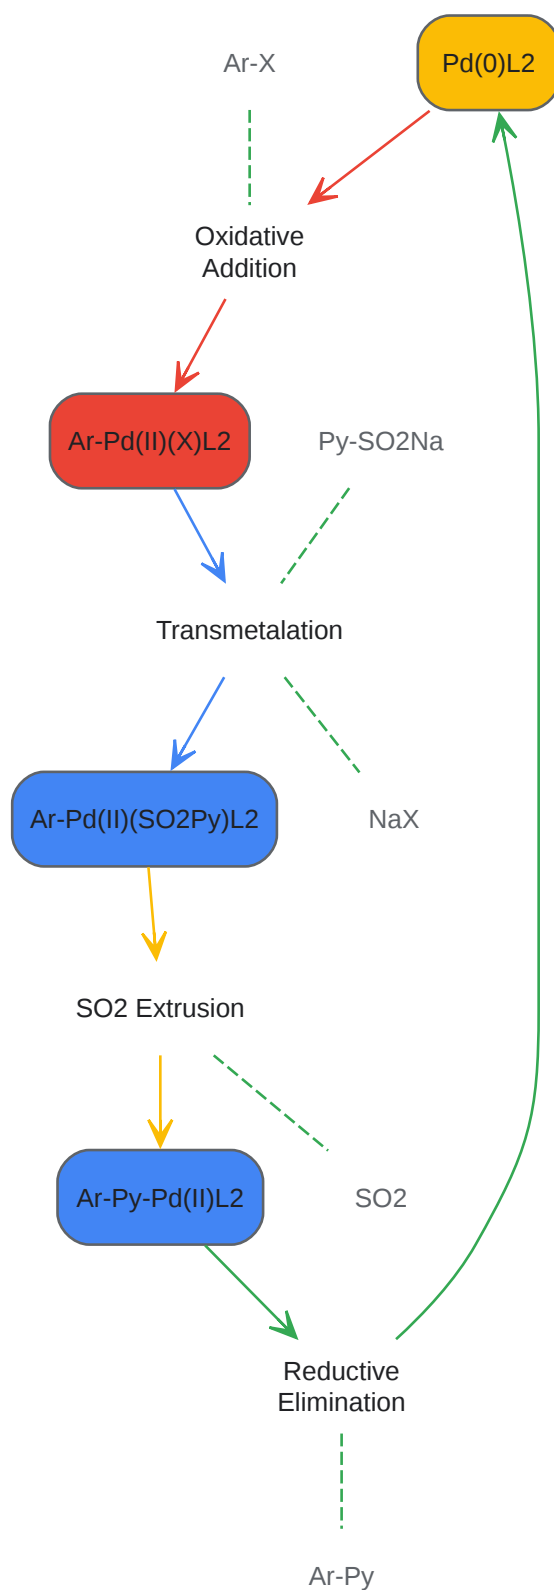 Ar-X
Pd(0)L2
Oxidative
Addition
Ar-Pd(II)(X)L2
Py-SO2Na
Transmetalation
Ar-Pd(II)(SO2Py)L2
NaX
SO2 Extrusion
Ar-Py-Pd(II)L2
SO2
Reductive
Elimination
Ar-Py